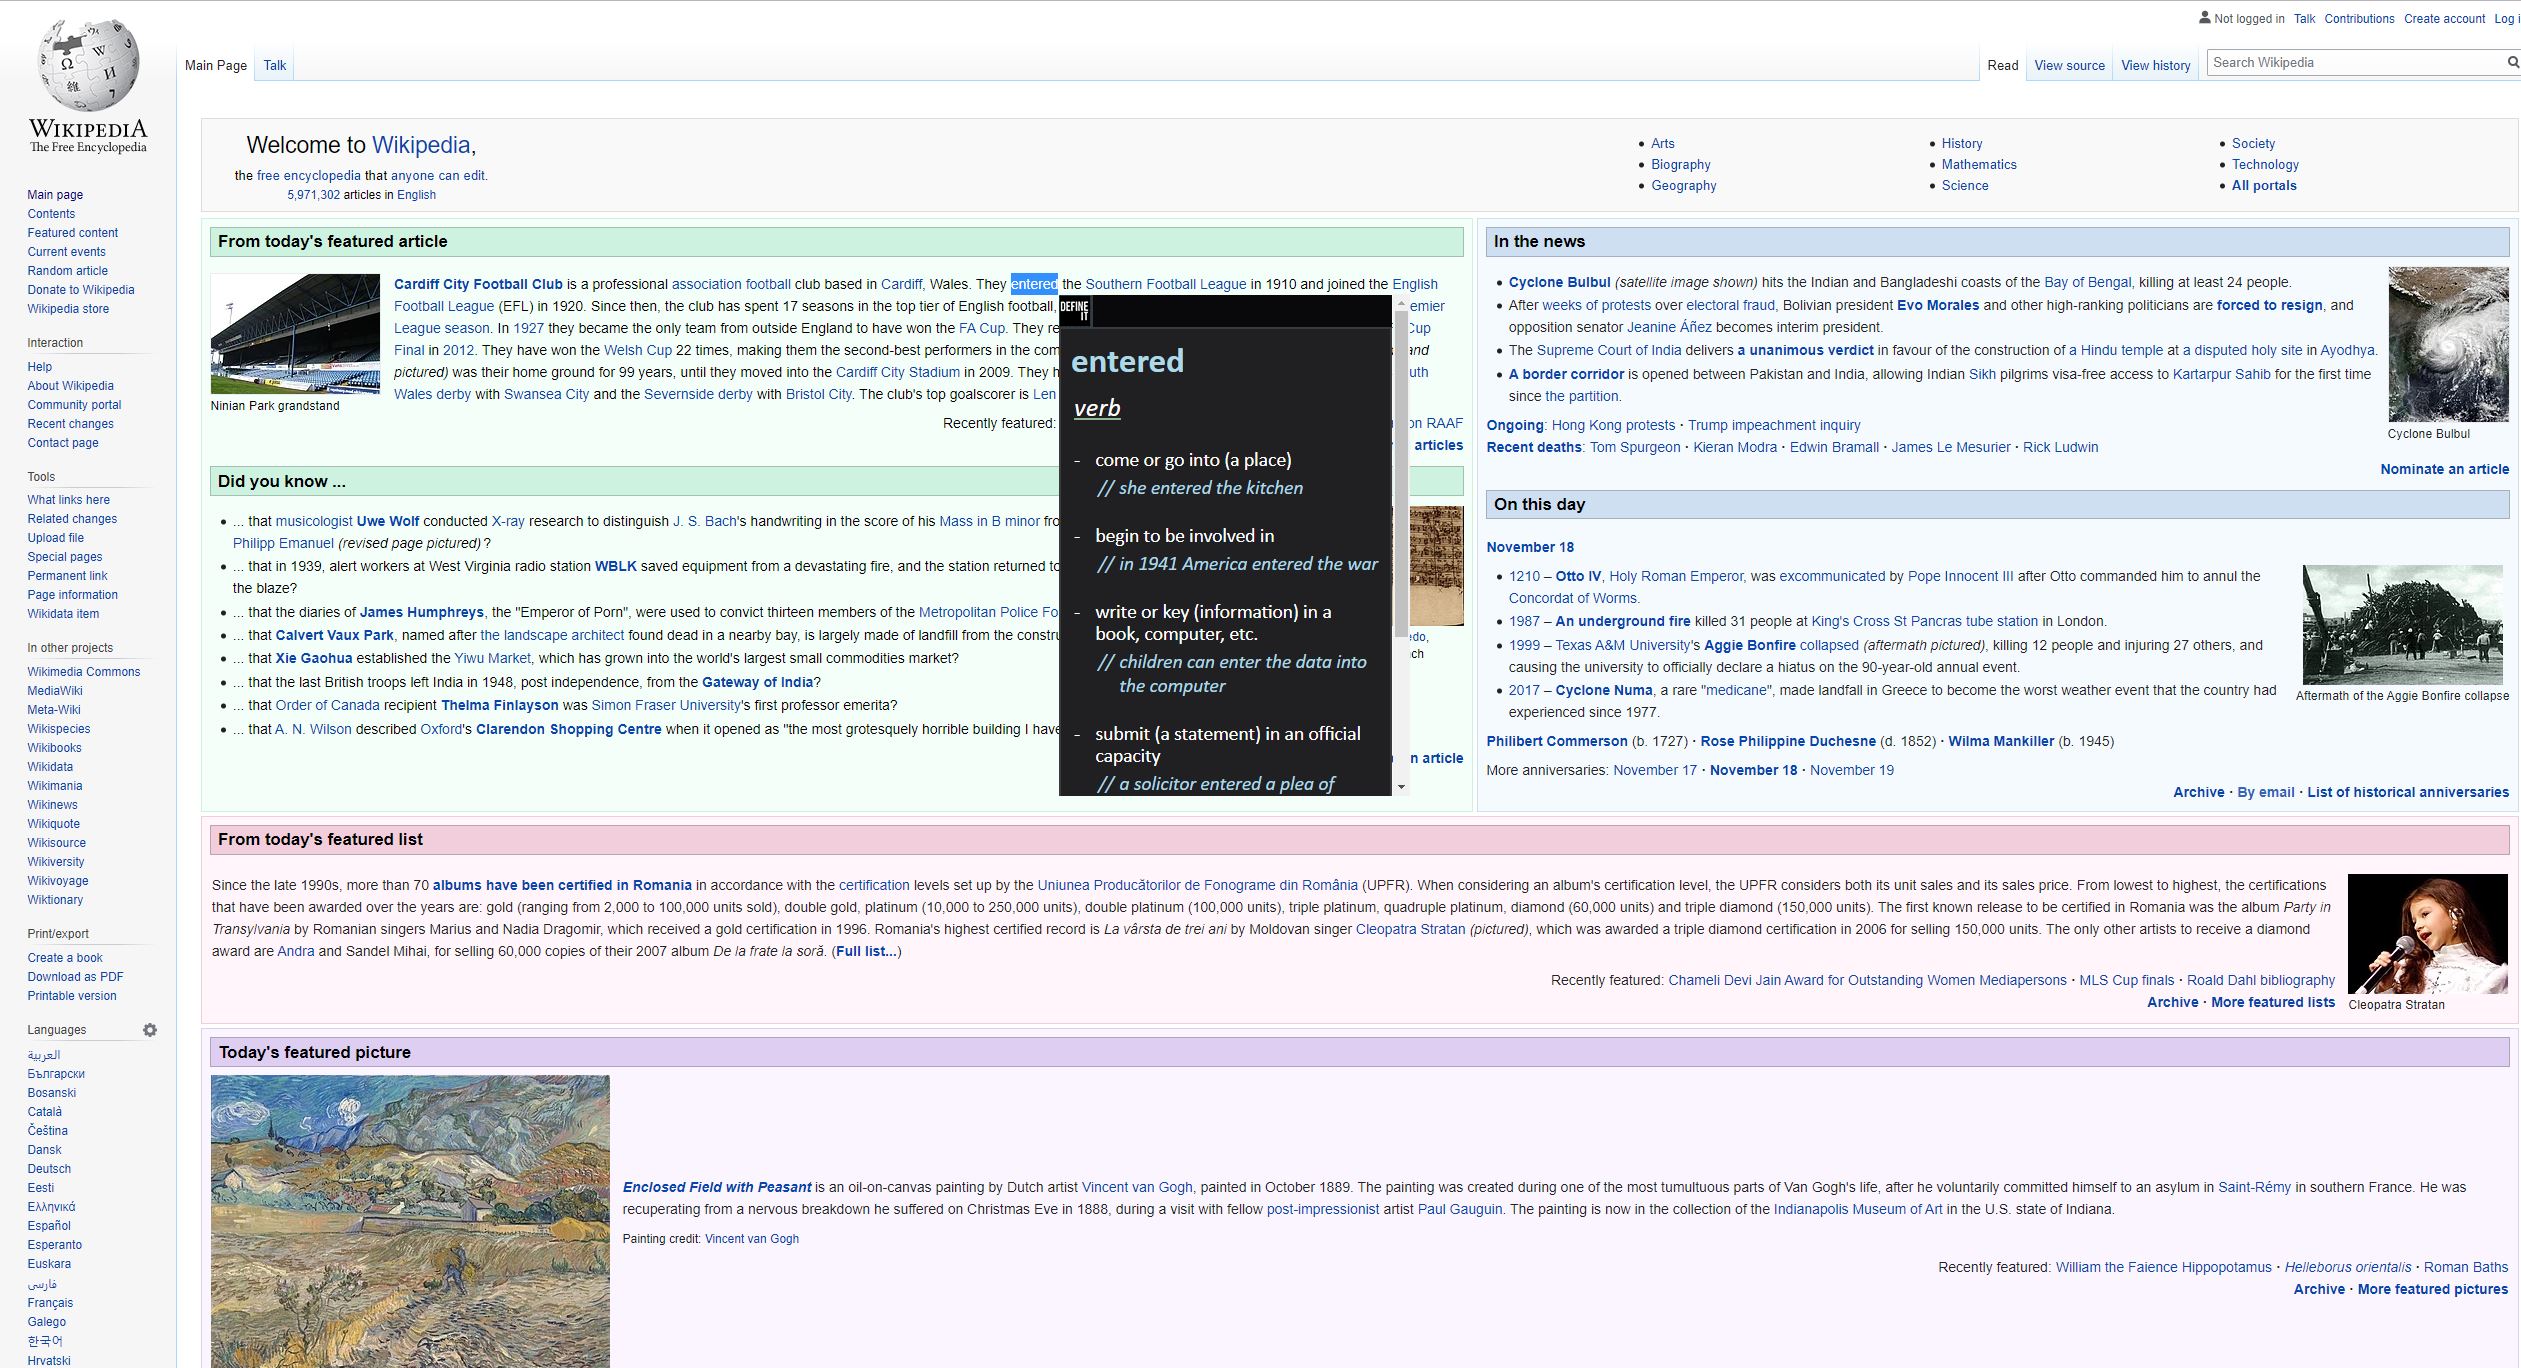 Not logged in Talk Contributions Create account Log i
Main Page Talk
Read View source View history Search Wikipedia
WIKIPEDIA
The Free Encyclopedia
Main page
Contents
Featured content
Current events
Random article
Donate to Wikipedia
Wikipedia store
Interaction
Help
About Wikipedia
Community portal
Recent changes
Contact page
Tools
What links here
Related changes
Upload file
Special pages
Permanent link
Page information
Wikidata item
In other projects
Wikimedia Commons
MediaWiki
Meta-Wiki
Wikispecies
Wikibooks
Wikidata
Wikimania
Wikinews
Wikiquote
Wikisource
Wikiversity
Wikivoyage
Wiktionary
Print/export
Create a book
Download as PDF
Printable version
Languages
العربية
Български
Bosanski
Català
Čeština
Dansk
Deutsch
Eesti
Ελληνικά
Español
Esperanto
Euskara
فارسی
Français
Galego
한국어
Hrvatski
Welcome to Wikipedia,
the free encyclopedia that anyone can edit.
5,971,302 articles in English
Arts
Biography
Geography
History
Mathematics
Science
Society
Technology
All portals
From today's featured article
Cardiff City Football Club is a professional association football club based in Cardiff, Wales. They entered the Southern Football League in 1910 and joined the English
Football League (EFL) in 1920. Since then, the club has spent 17 seasons in the top tier of English football, emier
League season. In 1927 they became the only team from outside England to have won the FA Cup. They re Cup
Final in 2012. They have won the Welsh Cup 22 times, making them the second-best performers in the com and
pictured) was their home ground for 99 years, until they moved into the Cardiff City Stadium in 2009. They h uth
Wales derby with Swansea City and the Severnside derby with Bristol City. The club's top goalscorer is Len
Ninian Park grandstand
Recently featured: on RAAF
articles
DEFINE
IT
entered
verb
- come or go into (a place)
// she entered the kitchen
- begin to be involved in
// in 1941 America entered the war
- write or key (information) in a
book, computer, etc.
// children can enter the data into
the computer
- submit (a statement) in an official
capacity
// a solicitor entered a plea of
Did you know ...
... that musicologist Uwe Wolf conducted X-ray research to distinguish J. S. Bach's handwriting in the score of his Mass in B minor fro
Philipp Emanuel (revised page pictured)?
... that in 1939, alert workers at West Virginia radio station WBLK saved equipment from a devastating fire, and the station returned to
the blaze?
... that the diaries of James Humphreys, the "Emperor of Porn", were used to convict thirteen members of the Metropolitan Police Fo
... that Calvert Vaux Park, named after the landscape architect found dead in a nearby bay, is largely made of landfill from the constru
... that Xie Gaohua established the Yiwu Market, which has grown into the world's largest small commodities market?
... that the last British troops left India in 1948, post independence, from the Gateway of India?
... that Order of Canada recipient Thelma Finlayson was Simon Fraser University's first professor emerita?
... that A. N. Wilson described Oxford's Clarendon Shopping Centre when it opened as "the most grotesquely horrible building I have
edo,
ch
n article
In the news
Cyclone Bulbul (satellite image shown) hits the Indian and Bangladeshi coasts of the Bay of Bengal, killing at least 24 people.
After weeks of protests over electoral fraud, Bolivian president Evo Morales and other high-ranking politicians are forced to resign, and
opposition senator Jeanine Áñez becomes interim president.
The Supreme Court of India delivers a unanimous verdict in favour of the construction of a Hindu temple at a disputed holy site in Ayodhya.
A border corridor is opened between Pakistan and India, allowing Indian Sikh pilgrims visa-free access to Kartarpur Sahib for the first time
since the partition.
Cyclone Bulbul
Ongoing: Hong Kong protests · Trump impeachment inquiry
Recent deaths: Tom Spurgeon · Kieran Modra · Edwin Bramall · James Le Mesurier · Rick Ludwin
Nominate an article
On this day
November 18
1210 – Otto IV, Holy Roman Emperor, was excommunicated by Pope Innocent III after Otto commanded him to annul the
Concordat of Worms.
1987 – An underground fire killed 31 people at King's Cross St Pancras tube station in London.
1999 – Texas A&M University's Aggie Bonfire collapsed (aftermath pictured), killing 12 people and injuring 27 others, and
causing the university to officially declare a hiatus on the 90-year-old annual event.
2017 – Cyclone Numa, a rare "medicane", made landfall in Greece to become the worst weather event that the country had
experienced since 1977.
Aftermath of the Aggie Bonfire collapse
Philibert Commerson (b. 1727) · Rose Philippine Duchesne (d. 1852) · Wilma Mankiller (b. 1945)
More anniversaries: November 17 · November 18 · November 19
Archive · By email · List of historical anniversaries
From today's featured list
Since the late 1990s, more than 70 albums have been certified in Romania in accordance with the certification levels set up by the Uniunea Producătorilor de Fonograme din România (UPFR). When considering an album's certification level, the UPFR considers both its unit sales and its sales price. From lowest to highest, the certifications
that have been awarded over the years are: gold (ranging from 2,000 to 100,000 units sold), double gold, platinum (10,000 to 250,000 units), double platinum (100,000 units), triple platinum, quadruple platinum, diamond (60,000 units) and triple diamond (150,000 units). The first known release to be certified in Romania was the album Party in
Transylvania by Romanian singers Marius and Nadia Dragomir, which received a gold certification in 1996. Romania's highest certified record is La vârsta de trei ani by Moldovan singer Cleopatra Stratan (pictured), which was awarded a triple diamond certification in 2006 for selling 150,000 units. The only other artists to receive a diamond
award are Andra and Sandel Mihai, for selling 60,000 copies of their 2007 album De la frate la soră. (Full list...)
Recently featured: Chameli Devi Jain Award for Outstanding Women Mediapersons · MLS Cup finals · Roald Dahl bibliography
Archive · More featured lists
Cleopatra Stratan
Today's featured picture
Enclosed Field with Peasant is an oil-on-canvas painting by Dutch artist Vincent van Gogh, painted in October 1889. The painting was created during one of the most tumultuous parts of Van Gogh's life, after he voluntarily committed himself to an asylum in Saint-Rémy in southern France. He was
recuperating from a nervous breakdown he suffered on Christmas Eve in 1888, during a visit with fellow post-impressionist artist Paul Gauguin. The painting is now in the collection of the Indianapolis Museum of Art in the U.S. state of Indiana.
Painting credit: Vincent van Gogh
Recently featured: William the Faience Hippopotamus · Helleborus orientalis · Roman Baths
Archive · More featured pictures